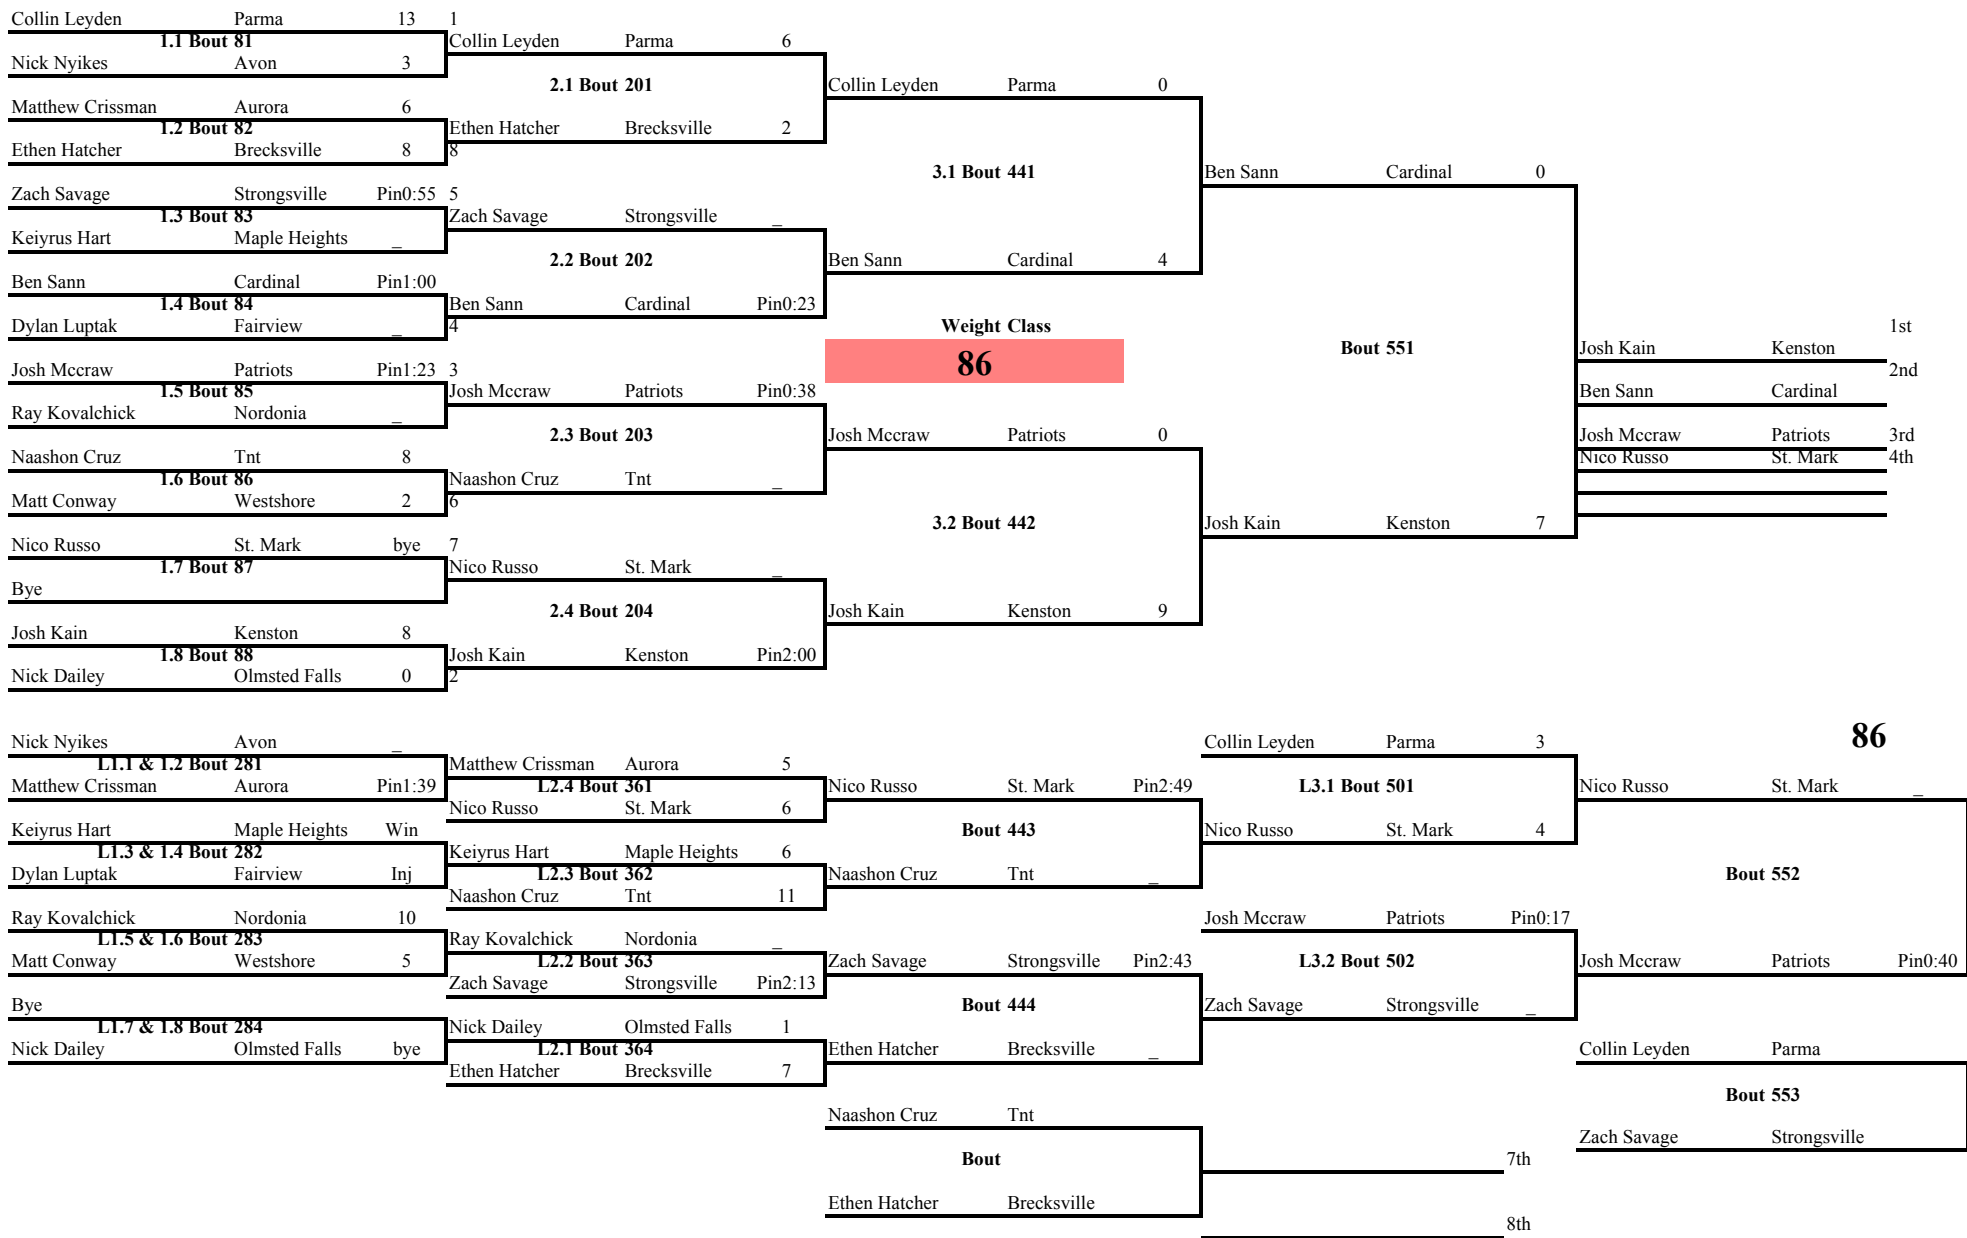 Collin Leyden Parma 13 1
1.1 Bout 81
Collin Leyden Parma 6
Nick Nyikes Avon 3
2.1 Bout 201
Collin Leyden Parma 0
Matthew Crissman Aurora 6
1.2 Bout 82
Ethen Hatcher Brecksville 2
Ethen Hatcher Brecksville 8 8
3.1 Bout 441
Ben Sann Cardinal 0
Zach Savage Strongsville Pin0:55 5
1.3 Bout 83
Zach Savage Strongsville _
Keiyrus Hart Maple Heights _
2.2 Bout 202
Ben Sann Cardinal 4
Ben Sann Cardinal Pin1:00
1.4 Bout 84
Ben Sann Cardinal Pin0:23
Dylan Luptak Fairview _ 4
Weight Class
1st
Bout 551
Josh Kain Kenston
86
Josh Mccraw Patriots Pin1:23 3
2nd
1.5 Bout 85
Josh Mccraw Patriots Pin0:38
Ben Sann Cardinal
Ray Kovalchick Nordonia _
2.3 Bout 203
Josh Mccraw Patriots 0
Josh Mccraw Patriots 3rd
Naashon Cruz Tnt 8
Nico Russo St. Mark 4th
1.6 Bout 86
Naashon Cruz Tnt _
Matt Conway Westshore 2 6
3.2 Bout 442
Josh Kain Kenston 7
Nico Russo St. Mark bye 7
1.7 Bout 87
Nico Russo St. Mark _
Bye
2.4 Bout 204
Josh Kain Kenston 9
Josh Kain Kenston 8
1.8 Bout 88
Josh Kain Kenston Pin2:00
Nick Dailey Olmsted Falls 0 2
86
Nick Nyikes Avon _
Collin Leyden Parma 3
L1.1 & 1.2 Bout 281
Matthew Crissman Aurora 5
Matthew Crissman Aurora Pin1:39
L2.4 Bout 361
Nico Russo St. Mark Pin2:49
L3.1 Bout 501
Nico Russo St. Mark _
Nico Russo St. Mark 6
Keiyrus Hart Maple Heights Win
Bout 443
Nico Russo St. Mark 4
L1.3 & 1.4 Bout 282
Keiyrus Hart Maple Heights 6
Dylan Luptak Fairview Inj
L2.3 Bout 362
Naashon Cruz Tnt _
Bout 552
Naashon Cruz Tnt 11
Ray Kovalchick Nordonia 10
Josh Mccraw Patriots Pin0:17
L1.5 & 1.6 Bout 283
Ray Kovalchick Nordonia _
Matt Conway Westshore 5
L2.2 Bout 363
Zach Savage Strongsville Pin2:43
L3.2 Bout 502
Josh Mccraw Patriots Pin0:40
Zach Savage Strongsville Pin2:13
Bye
Bout 444
Zach Savage Strongsville _
L1.7 & 1.8 Bout 284
Nick Dailey Olmsted Falls 1
Nick Dailey Olmsted Falls bye
L2.1 Bout 364
Ethen Hatcher Brecksville _
Collin Leyden Parma
Ethen Hatcher Brecksville 7
Bout 553
Naashon Cruz Tnt
Zach Savage Strongsville
Bout
7th
Ethen Hatcher Brecksville
8th